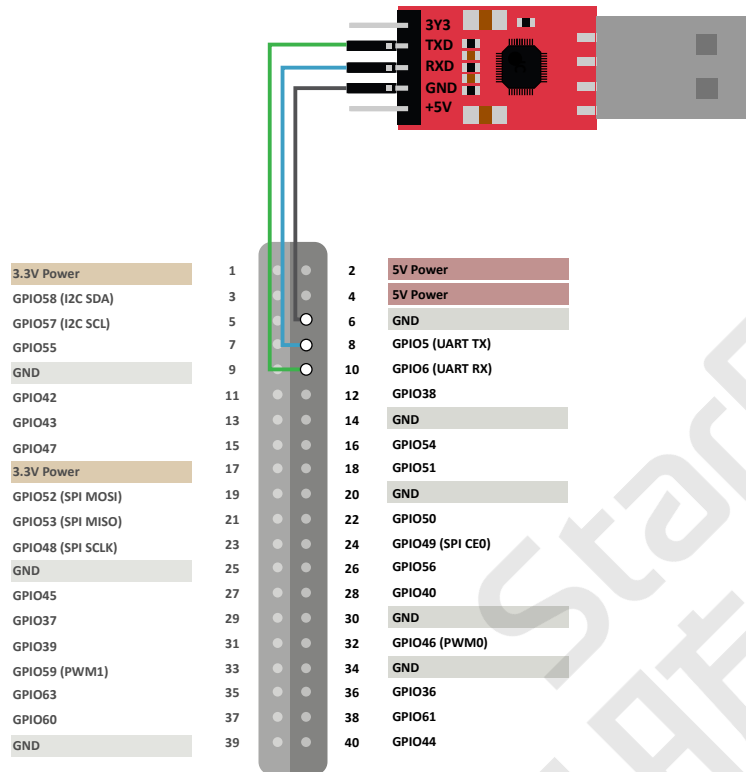 3Y3
TXD
RXD
GND
+5V
3.3V Power 1 2 5V Power
GPIO58 (I2C SDA) 3 4 5V Power
GPIO57 (I2C SCL) 5 6 GND
GPIO55 7 8 GPIO5 (UART TX)
GND 9 10 GPIO6 (UART RX)
GPIO42 11 12 GPIO38
GPIO43 13 14 GND
GPIO47 15 16 GPIO54
3.3V Power 17 18 GPIO51
GPIO52 (SPI MOSI) 19 20 GND
GPIO53 (SPI MISO) 21 22 GPIO50
GPIO48 (SPI SCLK) 23 24 GPIO49 (SPI CE0)
GND 25 26 GPIO56
GPIO45 27 28 GPIO40
GPIO37 29 30 GND
GPIO39 31 32 GPIO46 (PWM0)
GPIO59 (PWM1) 33 34 GND
GPIO63 35 36 GPIO36
GPIO60 37 38 GPIO61
GND 39 40 GPIO44